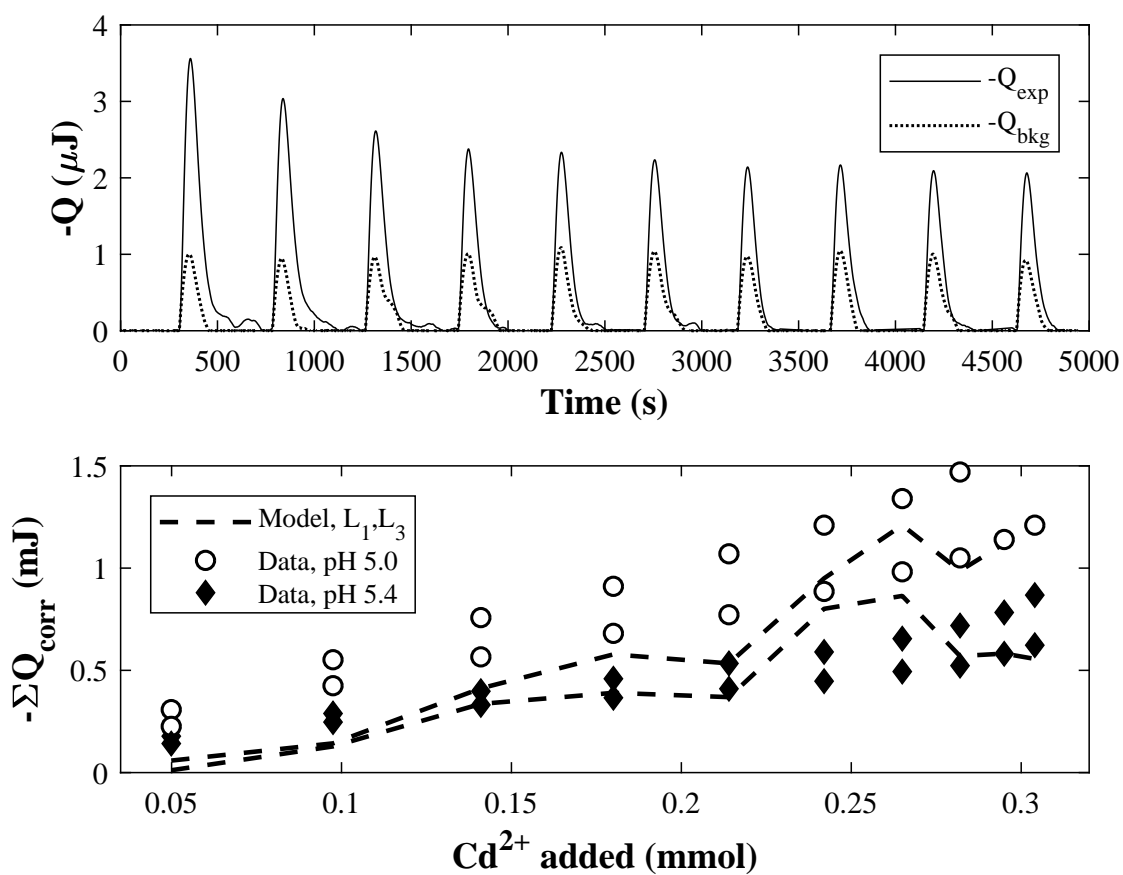 4
3
2
1
0
-Q (μJ)
-Q_exp
-Q_bkg
0 500 1000 1500 2000 2500 3000 3500 4000 4500 5000
Time (s)
1.5
1
0.5
0
-ΣQ_corr (mJ)
Model, L_1,L_3
Data, pH 5.0
Data, pH 5.4
0.05 0.1 0.15 0.2 0.25 0.3
Cd^2+ added (mmol)